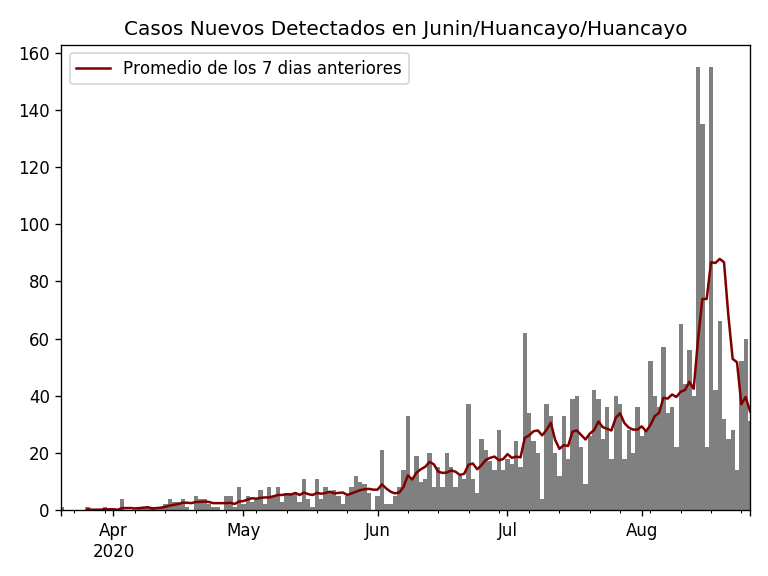 Casos Nuevos Detectados en Junin/Huancayo/Huancayo
Promedio de los 7 dias anteriores
160
140
120
100
80
60
40
20
0
Apr
2020
May
Jun
Jul
Aug